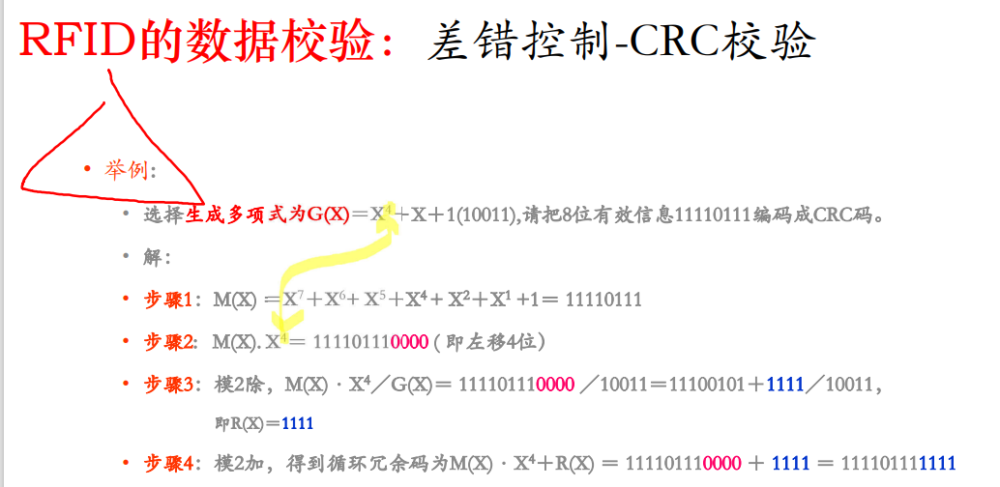 RFID的数据校验：差错控制-CRC校验
• 举例：
• 选择生成多项式为G(X)＝X⁴＋X＋1(10011),请把8位有效信息11110111编码成CRC码。
• 解：
• 步骤1：M(X) ＝X⁷＋X⁶＋X⁵＋X⁴＋X²＋X¹ +1＝ 11110111
• 步骤2：M(X). X⁴＝ 111101110000 ( 即左移4位）
• 步骤3：模2除，M(X)·X⁴／G(X)＝ 111101110000 ／10011＝11100101＋1111／10011，
即R(X)＝1111
• 步骤4：模2加，得到循环冗余码为M(X)·X⁴＋R(X) ＝ 111101110000 + 1111 ＝ 111101111111